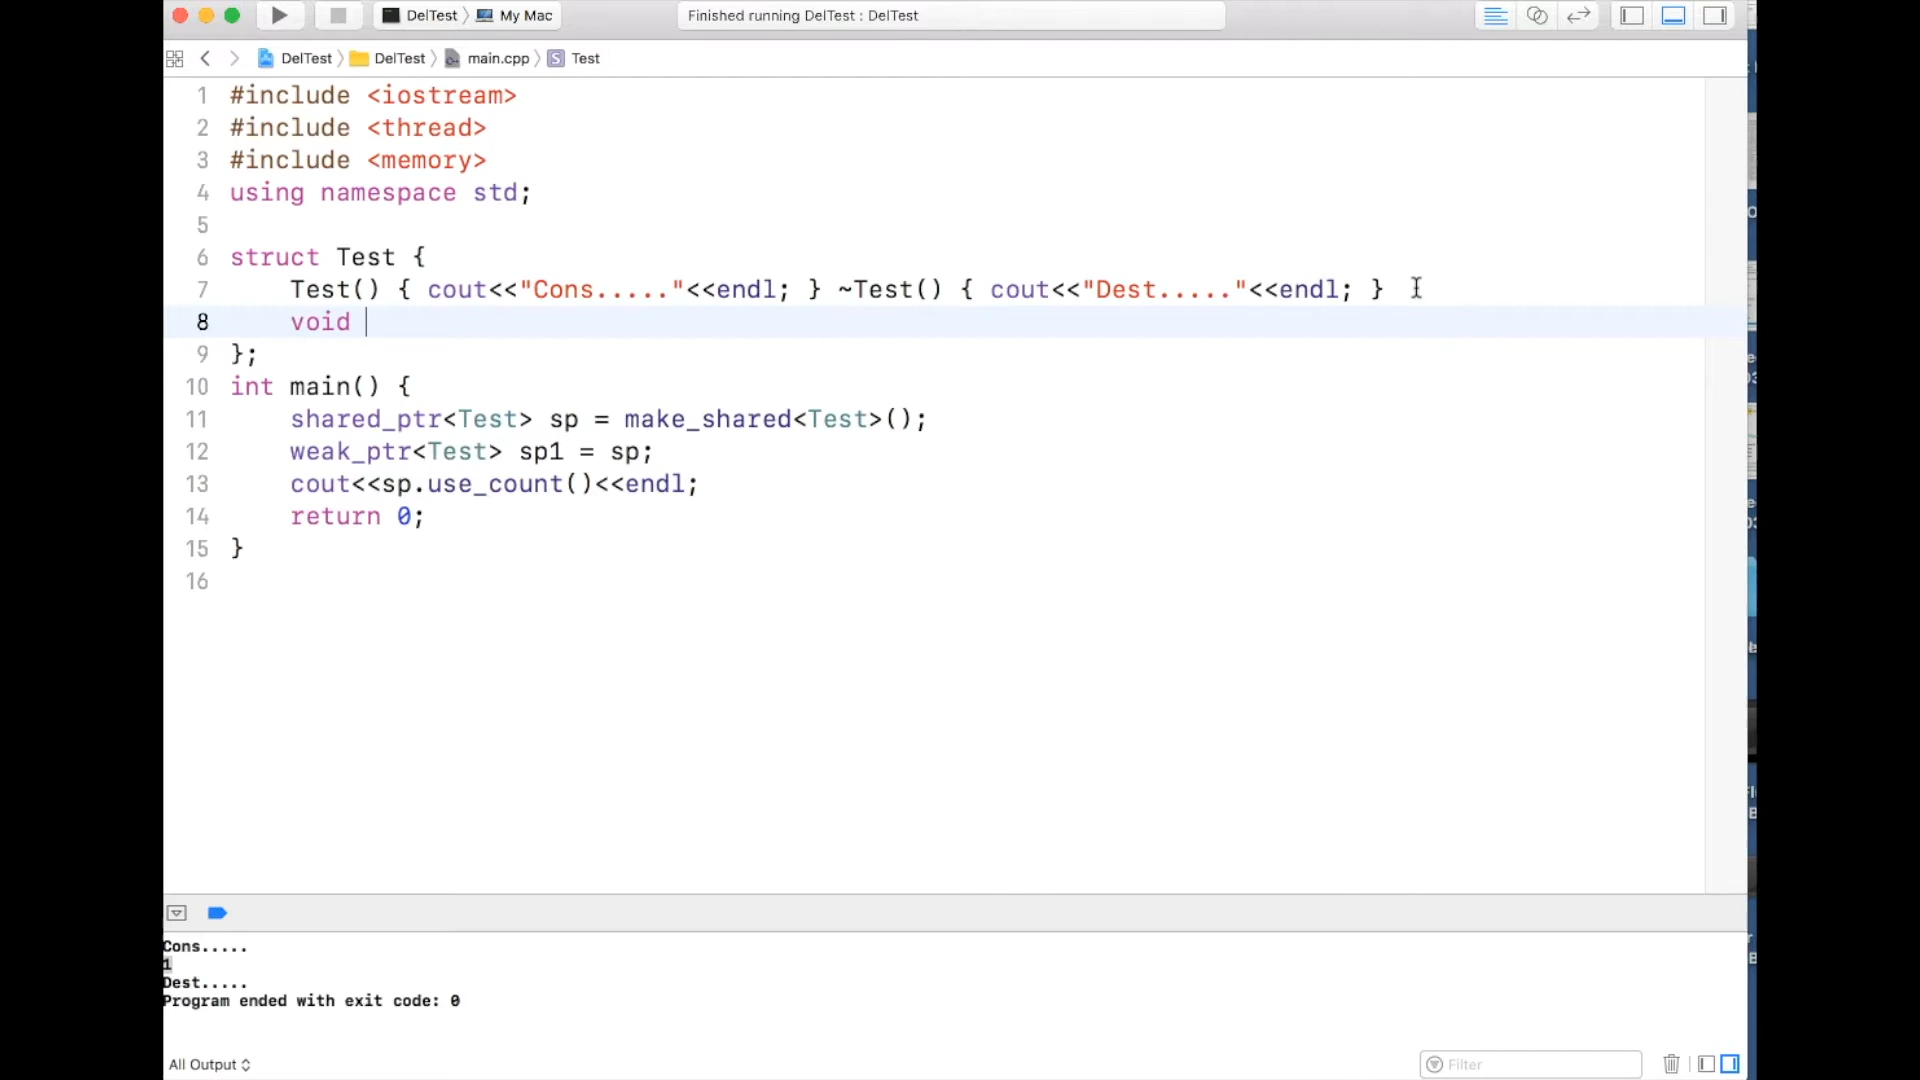 DelTest 〉 My Mac
Finished running DelTest : DelTest
DelTest 〉 DelTest 〉 main.cpp 〉 S Test
1 #include <iostream>
2 #include <thread>
3 #include <memory>
4 using namespace std;
5
6 struct Test {
7 Test() { cout<<"Cons....."<<endl; } ~Test() { cout<<"Dest....."<<endl; }
8 void
9 };
10 int main() {
11 shared_ptr<Test> sp = make_shared<Test>();
12 weak_ptr<Test> sp1 = sp;
13 cout<<sp.use_count()<<endl;
14 return 0;
15 }
16
Cons.....
1
Dest.....
Program ended with exit code: 0
All Output
Filter